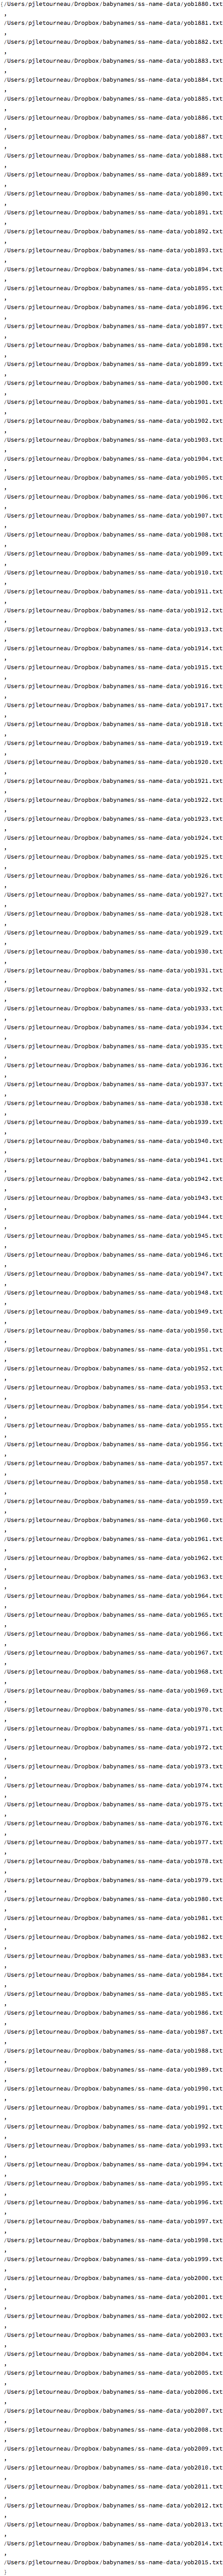 {/Users/pjletourneau/Dropbox/babynames/ss-name-data/yob1880.txt
,
/Users/pjletourneau/Dropbox/babynames/ss-name-data/yob1881.txt
,
/Users/pjletourneau/Dropbox/babynames/ss-name-data/yob1882.txt
,
/Users/pjletourneau/Dropbox/babynames/ss-name-data/yob1883.txt
,
/Users/pjletourneau/Dropbox/babynames/ss-name-data/yob1884.txt
,
/Users/pjletourneau/Dropbox/babynames/ss-name-data/yob1885.txt
,
/Users/pjletourneau/Dropbox/babynames/ss-name-data/yob1886.txt
,
/Users/pjletourneau/Dropbox/babynames/ss-name-data/yob1887.txt
,
/Users/pjletourneau/Dropbox/babynames/ss-name-data/yob1888.txt
,
/Users/pjletourneau/Dropbox/babynames/ss-name-data/yob1889.txt
,
/Users/pjletourneau/Dropbox/babynames/ss-name-data/yob1890.txt
,
/Users/pjletourneau/Dropbox/babynames/ss-name-data/yob1891.txt
,
/Users/pjletourneau/Dropbox/babynames/ss-name-data/yob1892.txt
,
/Users/pjletourneau/Dropbox/babynames/ss-name-data/yob1893.txt
,
/Users/pjletourneau/Dropbox/babynames/ss-name-data/yob1894.txt
,
/Users/pjletourneau/Dropbox/babynames/ss-name-data/yob1895.txt
,
/Users/pjletourneau/Dropbox/babynames/ss-name-data/yob1896.txt
,
/Users/pjletourneau/Dropbox/babynames/ss-name-data/yob1897.txt
,
/Users/pjletourneau/Dropbox/babynames/ss-name-data/yob1898.txt
,
/Users/pjletourneau/Dropbox/babynames/ss-name-data/yob1899.txt
,
/Users/pjletourneau/Dropbox/babynames/ss-name-data/yob1900.txt
,
/Users/pjletourneau/Dropbox/babynames/ss-name-data/yob1901.txt
,
/Users/pjletourneau/Dropbox/babynames/ss-name-data/yob1902.txt
,
/Users/pjletourneau/Dropbox/babynames/ss-name-data/yob1903.txt
,
/Users/pjletourneau/Dropbox/babynames/ss-name-data/yob1904.txt
,
/Users/pjletourneau/Dropbox/babynames/ss-name-data/yob1905.txt
,
/Users/pjletourneau/Dropbox/babynames/ss-name-data/yob1906.txt
,
/Users/pjletourneau/Dropbox/babynames/ss-name-data/yob1907.txt
,
/Users/pjletourneau/Dropbox/babynames/ss-name-data/yob1908.txt
,
/Users/pjletourneau/Dropbox/babynames/ss-name-data/yob1909.txt
,
/Users/pjletourneau/Dropbox/babynames/ss-name-data/yob1910.txt
,
/Users/pjletourneau/Dropbox/babynames/ss-name-data/yob1911.txt
,
/Users/pjletourneau/Dropbox/babynames/ss-name-data/yob1912.txt
,
/Users/pjletourneau/Dropbox/babynames/ss-name-data/yob1913.txt
,
/Users/pjletourneau/Dropbox/babynames/ss-name-data/yob1914.txt
,
/Users/pjletourneau/Dropbox/babynames/ss-name-data/yob1915.txt
,
/Users/pjletourneau/Dropbox/babynames/ss-name-data/yob1916.txt
,
/Users/pjletourneau/Dropbox/babynames/ss-name-data/yob1917.txt
,
/Users/pjletourneau/Dropbox/babynames/ss-name-data/yob1918.txt
,
/Users/pjletourneau/Dropbox/babynames/ss-name-data/yob1919.txt
,
/Users/pjletourneau/Dropbox/babynames/ss-name-data/yob1920.txt
,
/Users/pjletourneau/Dropbox/babynames/ss-name-data/yob1921.txt
,
/Users/pjletourneau/Dropbox/babynames/ss-name-data/yob1922.txt
,
/Users/pjletourneau/Dropbox/babynames/ss-name-data/yob1923.txt
,
/Users/pjletourneau/Dropbox/babynames/ss-name-data/yob1924.txt
,
/Users/pjletourneau/Dropbox/babynames/ss-name-data/yob1925.txt
,
/Users/pjletourneau/Dropbox/babynames/ss-name-data/yob1926.txt
,
/Users/pjletourneau/Dropbox/babynames/ss-name-data/yob1927.txt
,
/Users/pjletourneau/Dropbox/babynames/ss-name-data/yob1928.txt
,
/Users/pjletourneau/Dropbox/babynames/ss-name-data/yob1929.txt
,
/Users/pjletourneau/Dropbox/babynames/ss-name-data/yob1930.txt
,
/Users/pjletourneau/Dropbox/babynames/ss-name-data/yob1931.txt
,
/Users/pjletourneau/Dropbox/babynames/ss-name-data/yob1932.txt
,
/Users/pjletourneau/Dropbox/babynames/ss-name-data/yob1933.txt
,
/Users/pjletourneau/Dropbox/babynames/ss-name-data/yob1934.txt
,
/Users/pjletourneau/Dropbox/babynames/ss-name-data/yob1935.txt
,
/Users/pjletourneau/Dropbox/babynames/ss-name-data/yob1936.txt
,
/Users/pjletourneau/Dropbox/babynames/ss-name-data/yob1937.txt
,
/Users/pjletourneau/Dropbox/babynames/ss-name-data/yob1938.txt
,
/Users/pjletourneau/Dropbox/babynames/ss-name-data/yob1939.txt
,
/Users/pjletourneau/Dropbox/babynames/ss-name-data/yob1940.txt
,
/Users/pjletourneau/Dropbox/babynames/ss-name-data/yob1941.txt
,
/Users/pjletourneau/Dropbox/babynames/ss-name-data/yob1942.txt
,
/Users/pjletourneau/Dropbox/babynames/ss-name-data/yob1943.txt
,
/Users/pjletourneau/Dropbox/babynames/ss-name-data/yob1944.txt
,
/Users/pjletourneau/Dropbox/babynames/ss-name-data/yob1945.txt
,
/Users/pjletourneau/Dropbox/babynames/ss-name-data/yob1946.txt
,
/Users/pjletourneau/Dropbox/babynames/ss-name-data/yob1947.txt
,
/Users/pjletourneau/Dropbox/babynames/ss-name-data/yob1948.txt
,
/Users/pjletourneau/Dropbox/babynames/ss-name-data/yob1949.txt
,
/Users/pjletourneau/Dropbox/babynames/ss-name-data/yob1950.txt
,
/Users/pjletourneau/Dropbox/babynames/ss-name-data/yob1951.txt
,
/Users/pjletourneau/Dropbox/babynames/ss-name-data/yob1952.txt
,
/Users/pjletourneau/Dropbox/babynames/ss-name-data/yob1953.txt
,
/Users/pjletourneau/Dropbox/babynames/ss-name-data/yob1954.txt
,
/Users/pjletourneau/Dropbox/babynames/ss-name-data/yob1955.txt
,
/Users/pjletourneau/Dropbox/babynames/ss-name-data/yob1956.txt
,
/Users/pjletourneau/Dropbox/babynames/ss-name-data/yob1957.txt
,
/Users/pjletourneau/Dropbox/babynames/ss-name-data/yob1958.txt
,
/Users/pjletourneau/Dropbox/babynames/ss-name-data/yob1959.txt
,
/Users/pjletourneau/Dropbox/babynames/ss-name-data/yob1960.txt
,
/Users/pjletourneau/Dropbox/babynames/ss-name-data/yob1961.txt
,
/Users/pjletourneau/Dropbox/babynames/ss-name-data/yob1962.txt
,
/Users/pjletourneau/Dropbox/babynames/ss-name-data/yob1963.txt
,
/Users/pjletourneau/Dropbox/babynames/ss-name-data/yob1964.txt
,
/Users/pjletourneau/Dropbox/babynames/ss-name-data/yob1965.txt
,
/Users/pjletourneau/Dropbox/babynames/ss-name-data/yob1966.txt
,
/Users/pjletourneau/Dropbox/babynames/ss-name-data/yob1967.txt
,
/Users/pjletourneau/Dropbox/babynames/ss-name-data/yob1968.txt
,
/Users/pjletourneau/Dropbox/babynames/ss-name-data/yob1969.txt
,
/Users/pjletourneau/Dropbox/babynames/ss-name-data/yob1970.txt
,
/Users/pjletourneau/Dropbox/babynames/ss-name-data/yob1971.txt
,
/Users/pjletourneau/Dropbox/babynames/ss-name-data/yob1972.txt
,
/Users/pjletourneau/Dropbox/babynames/ss-name-data/yob1973.txt
,
/Users/pjletourneau/Dropbox/babynames/ss-name-data/yob1974.txt
,
/Users/pjletourneau/Dropbox/babynames/ss-name-data/yob1975.txt
,
/Users/pjletourneau/Dropbox/babynames/ss-name-data/yob1976.txt
,
/Users/pjletourneau/Dropbox/babynames/ss-name-data/yob1977.txt
,
/Users/pjletourneau/Dropbox/babynames/ss-name-data/yob1978.txt
,
/Users/pjletourneau/Dropbox/babynames/ss-name-data/yob1979.txt
,
/Users/pjletourneau/Dropbox/babynames/ss-name-data/yob1980.txt
,
/Users/pjletourneau/Dropbox/babynames/ss-name-data/yob1981.txt
,
/Users/pjletourneau/Dropbox/babynames/ss-name-data/yob1982.txt
,
/Users/pjletourneau/Dropbox/babynames/ss-name-data/yob1983.txt
,
/Users/pjletourneau/Dropbox/babynames/ss-name-data/yob1984.txt
,
/Users/pjletourneau/Dropbox/babynames/ss-name-data/yob1985.txt
,
/Users/pjletourneau/Dropbox/babynames/ss-name-data/yob1986.txt
,
/Users/pjletourneau/Dropbox/babynames/ss-name-data/yob1987.txt
,
/Users/pjletourneau/Dropbox/babynames/ss-name-data/yob1988.txt
,
/Users/pjletourneau/Dropbox/babynames/ss-name-data/yob1989.txt
,
/Users/pjletourneau/Dropbox/babynames/ss-name-data/yob1990.txt
,
/Users/pjletourneau/Dropbox/babynames/ss-name-data/yob1991.txt
,
/Users/pjletourneau/Dropbox/babynames/ss-name-data/yob1992.txt
,
/Users/pjletourneau/Dropbox/babynames/ss-name-data/yob1993.txt
,
/Users/pjletourneau/Dropbox/babynames/ss-name-data/yob1994.txt
,
/Users/pjletourneau/Dropbox/babynames/ss-name-data/yob1995.txt
,
/Users/pjletourneau/Dropbox/babynames/ss-name-data/yob1996.txt
,
/Users/pjletourneau/Dropbox/babynames/ss-name-data/yob1997.txt
,
/Users/pjletourneau/Dropbox/babynames/ss-name-data/yob1998.txt
,
/Users/pjletourneau/Dropbox/babynames/ss-name-data/yob1999.txt
,
/Users/pjletourneau/Dropbox/babynames/ss-name-data/yob2000.txt
,
/Users/pjletourneau/Dropbox/babynames/ss-name-data/yob2001.txt
,
/Users/pjletourneau/Dropbox/babynames/ss-name-data/yob2002.txt
,
/Users/pjletourneau/Dropbox/babynames/ss-name-data/yob2003.txt
,
/Users/pjletourneau/Dropbox/babynames/ss-name-data/yob2004.txt
,
/Users/pjletourneau/Dropbox/babynames/ss-name-data/yob2005.txt
,
/Users/pjletourneau/Dropbox/babynames/ss-name-data/yob2006.txt
,
/Users/pjletourneau/Dropbox/babynames/ss-name-data/yob2007.txt
,
/Users/pjletourneau/Dropbox/babynames/ss-name-data/yob2008.txt
,
/Users/pjletourneau/Dropbox/babynames/ss-name-data/yob2009.txt
,
/Users/pjletourneau/Dropbox/babynames/ss-name-data/yob2010.txt
,
/Users/pjletourneau/Dropbox/babynames/ss-name-data/yob2011.txt
,
/Users/pjletourneau/Dropbox/babynames/ss-name-data/yob2012.txt
,
/Users/pjletourneau/Dropbox/babynames/ss-name-data/yob2013.txt
,
/Users/pjletourneau/Dropbox/babynames/ss-name-data/yob2014.txt
,
/Users/pjletourneau/Dropbox/babynames/ss-name-data/yob2015.txt
}